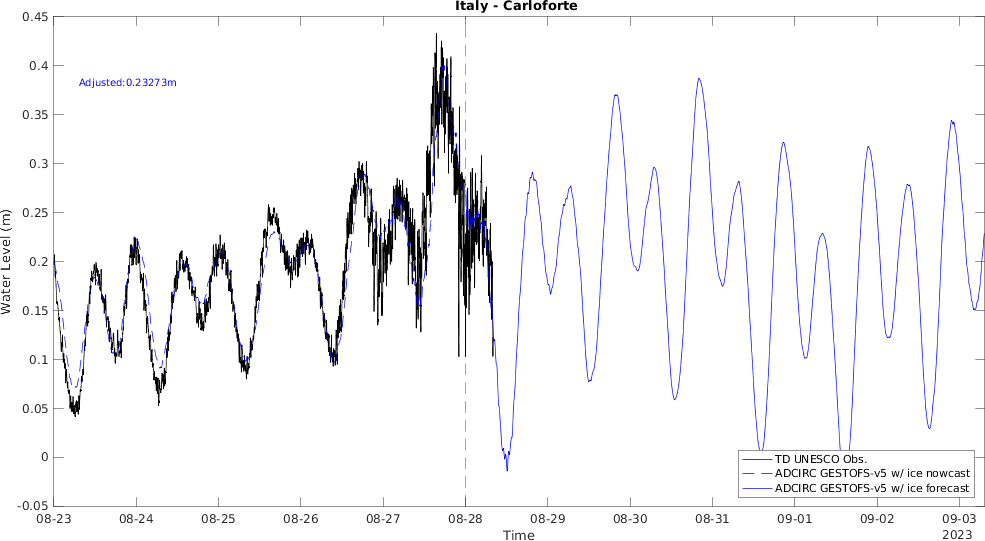 Italy - Carloforte
0.45
0.4
0.35
0.3
0.25
0.2
0.15
0.1
0.05
0
-0.05
Water Level (m)
Adjusted:0.23273m
TD UNESCO Obs.
ADCIRC GESTOFS-v5 w/ ice nowcast
ADCIRC GESTOFS-v5 w/ ice forecast
08-23 08-24 08-25 08-26 08-27 08-28 08-29 08-30 08-31 09-01 09-02 09-03
Time
2023